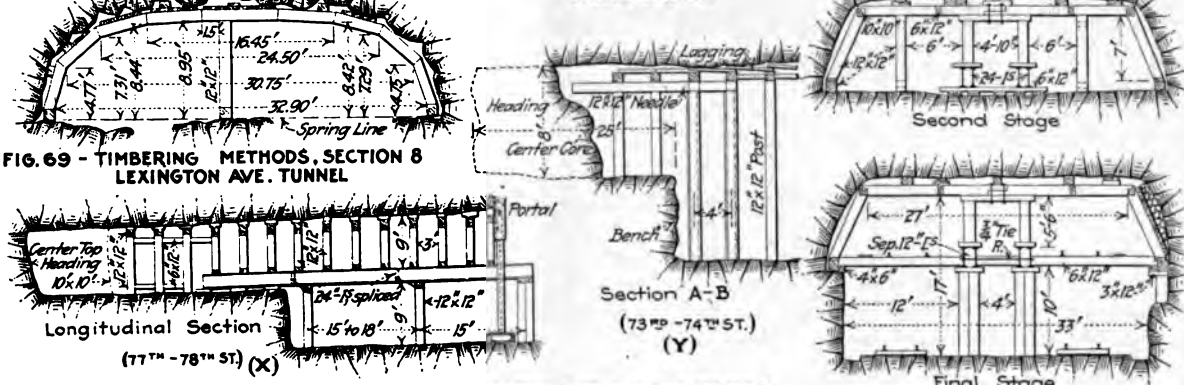 15'
16.45'
24.50'
30.75'
32.90'
4.77'
7.31'
8.44'
8.95'
12"x12"
8.42'
7.29'
4.75'
Spring Line
FIG. 69 - TIMBERING METHODS, SECTION 8
LEXINGTON AVE. TUNNEL
Center Top
Heading
10"x10"
12"x12"
6"x12"
12"x12"
9'
3'
24"-Is spliced
9'
12"x12"
15' to 18'
15'
Portal
Longitudinal Section
(77TH - 78TH ST.) (X)
Lagging
Heading
8'
Center Core
12"x12" Needle
25'
12"x12" Post
4'
Bench
Section A-B
(73RD - 74TH ST.)
(Y)
10"x10"
6"x12"
6'
4'-10"
6'
12"x12"
24-Is
6"x12"
7'
Second Stage
27'
3/4" Tie
R.
5'-6"
Sep. 12"-Is
4"x6"
17'
6"x12"
3"x12"
12'
4'
10'
33'
Final Stage